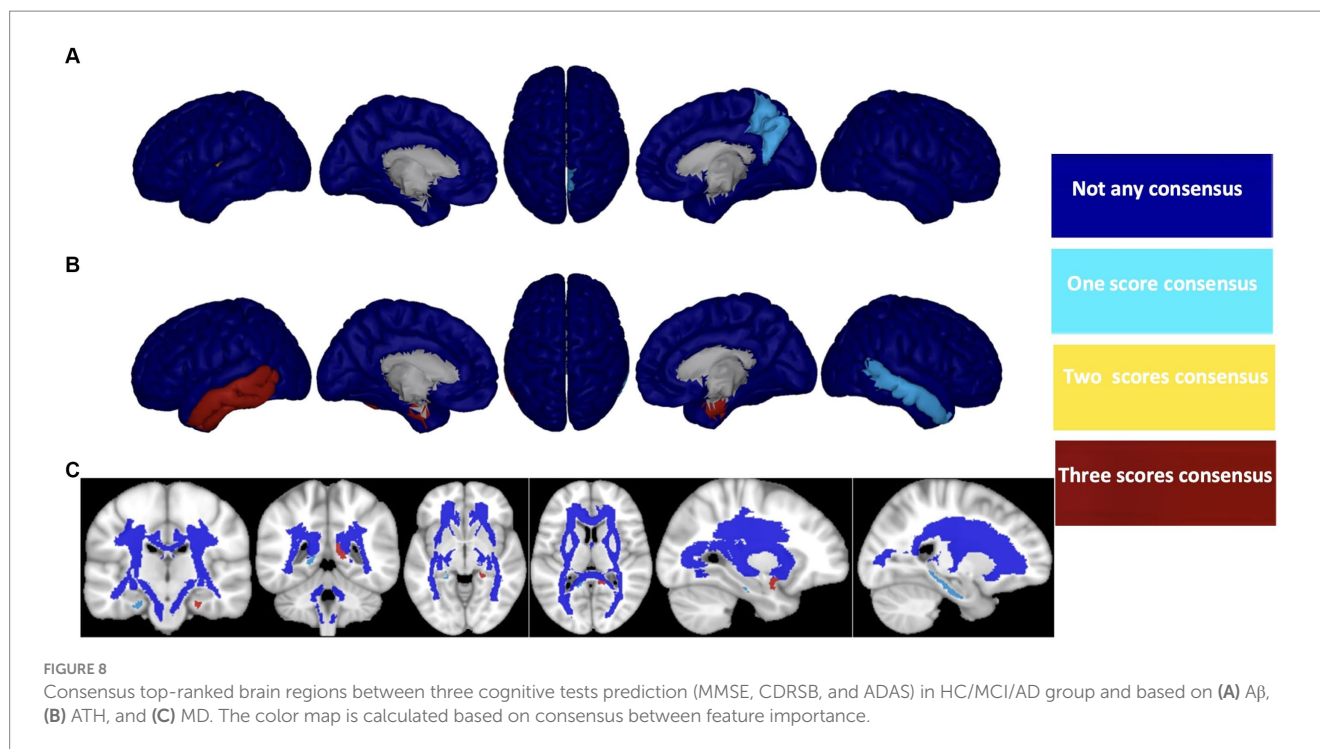 A
Not any consensus
One score consensus
B
Two scores consensus
Three scores consensus
C
FIGURE 8
Consensus top-ranked brain regions between three cognitive tests prediction (MMSE, CDRSB, and ADAS) in HC/MCI/AD group and based on (A) Aβ,
(B) ATH, and (C) MD. The color map is calculated based on consensus between feature importance.